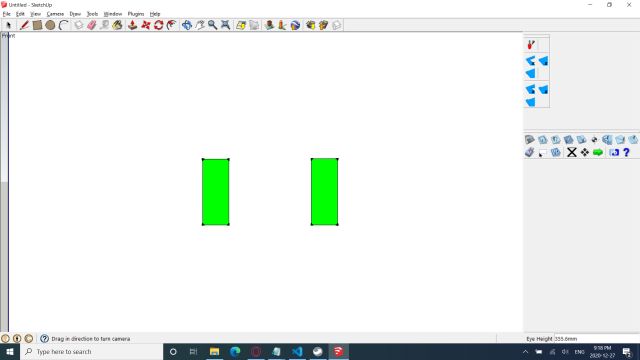 Untitled - SketchUp
File Edit View Camera Draw Tools Window Plugins Help
Front
Drag in direction to turn camera
Eye Height 355.6mm
Type here to search
ENG
9:18 PM
2020-12-27